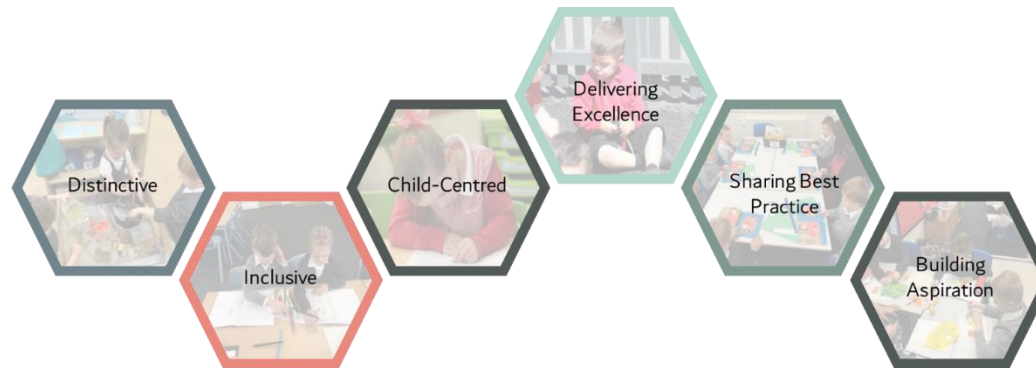 Distinctive
Inclusive
Child-Centred
Delivering
Excellence
Sharing Best
Practice
Building
Aspiration